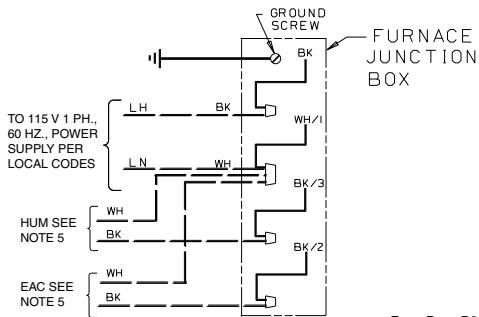 GROUND
SCREW
FURNACE
JUNCTION
BOX
BK
TO 115 V 1 PH.,
60 HZ., POWER
SUPPLY PER
LOCAL CODES
LH
BK
WH/1
LN
WH
BK/3
HUM SEE
NOTE 5
WH
BK
BK/2
EAC SEE
NOTE 5
WH
BK